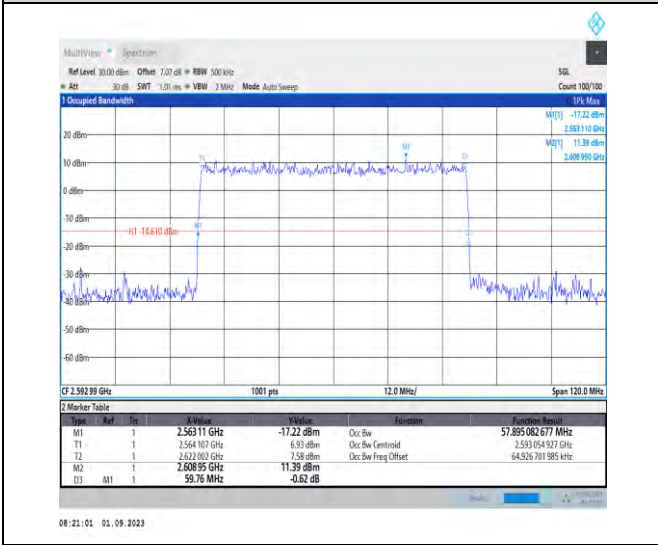 MultiView Spectrum
Ref Level 30.00 dBm Offset 7.07 dB RBW 500 kHz SGL
Att 30 dB SWT 1.01 ms VBW 2 MHz Mode Auto Sweep Count 100/100
1 Occupied Bandwidth 1Pk Max
M1[1] -17.22 dBm
2.563110 GHz
M2[1] 11.39 dBm
2.608950 GHz
20 dBm
10 dBm
0 dBm
-10 dBm
H1 -14.610 dBm
-20 dBm
-30 dBm
-40 dBm
-50 dBm
-60 dBm
T1
M2
M1
CF 2.59299 GHz 1001 pts 12.0 MHz/ Span 120.0 MHz
2 Marker Table
Type Ref Trc X-Value Y-Value Function Function Result
M1 1 2.56311 GHz -17.22 dBm Occ Bw 57.895 082 677 MHz
T1 1 2.564 107 GHz 6.93 dBm Occ Bw Centroid 2.593 054 927 GHz
T2 1 2.622 002 GHz 7.58 dBm Occ Bw Freq Offset 64.926 701 985 kHz
M2 1 2.608 95 GHz 11.39 dBm
D3 M1 1 59.76 MHz -0.62 dB
08:21:01 01.09.2023